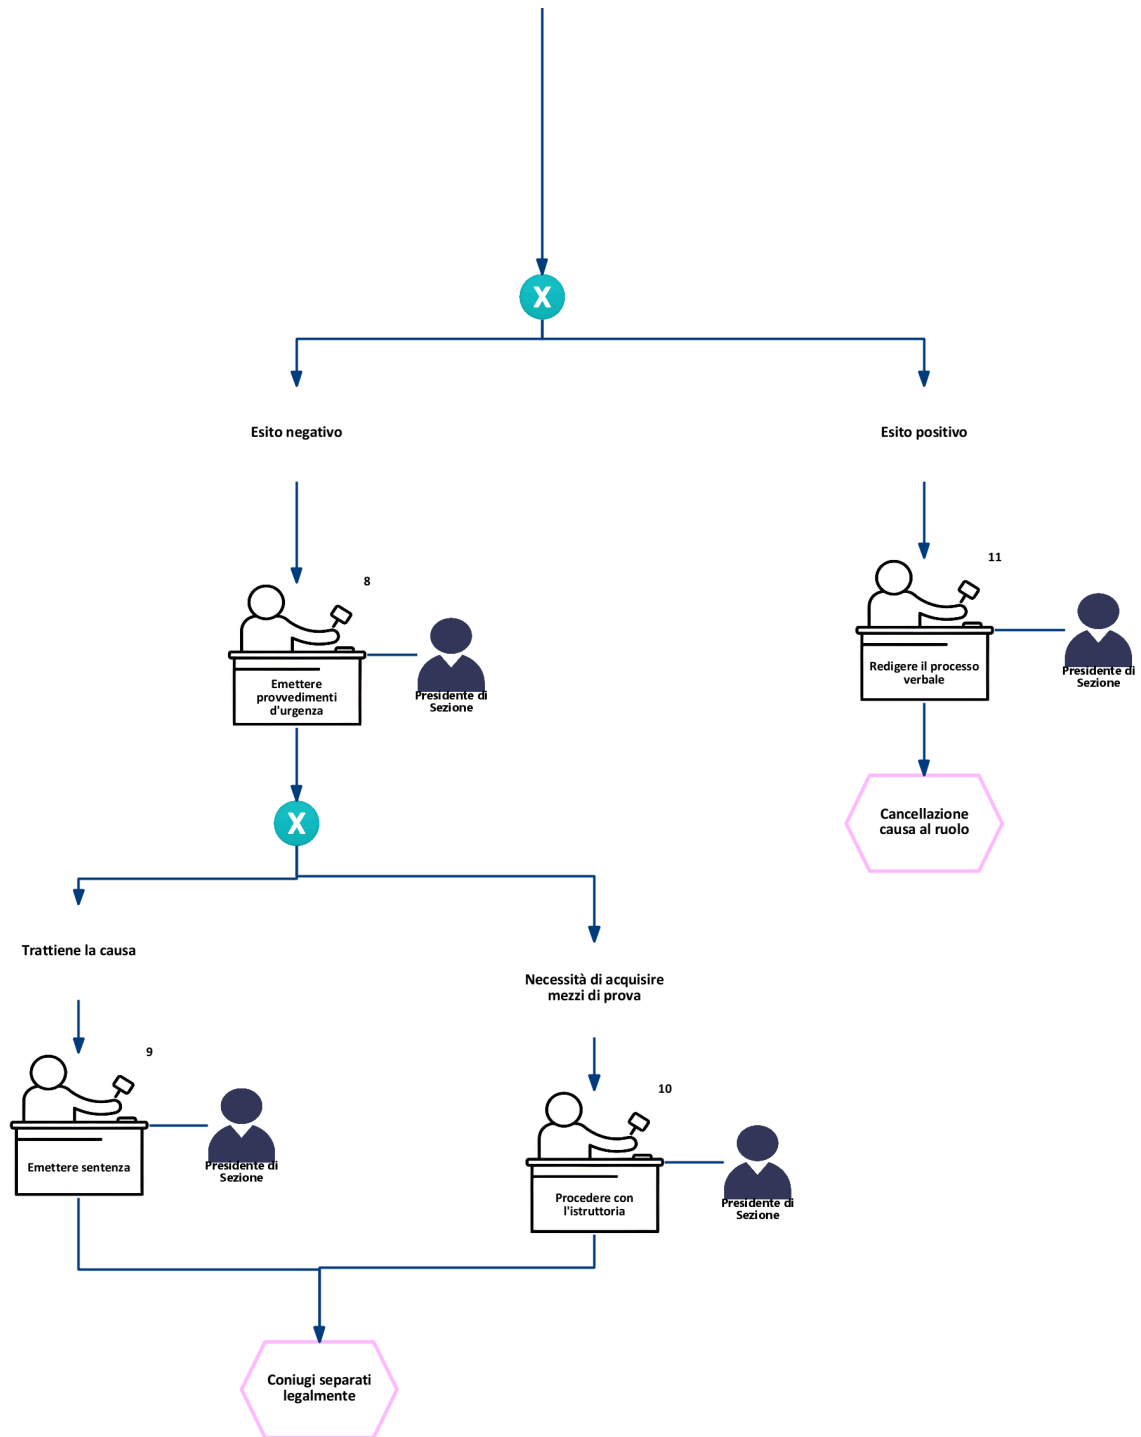 X
Esito negativo
Esito positivo
8
Emettere
provvedimenti
d'urgenza
Presidente di
Sezione
11
Redigere il processo
verbale
Presidente di
Sezione
X
Cancellazione
causa al ruolo
Trattiene la causa
Necessità di acquisire
mezzi di prova
9
Emettere sentenza
Presidente di
Sezione
10
Procedere con
l'istruttoria
Presidente di
Sezione
Coniugi separati
legalmente